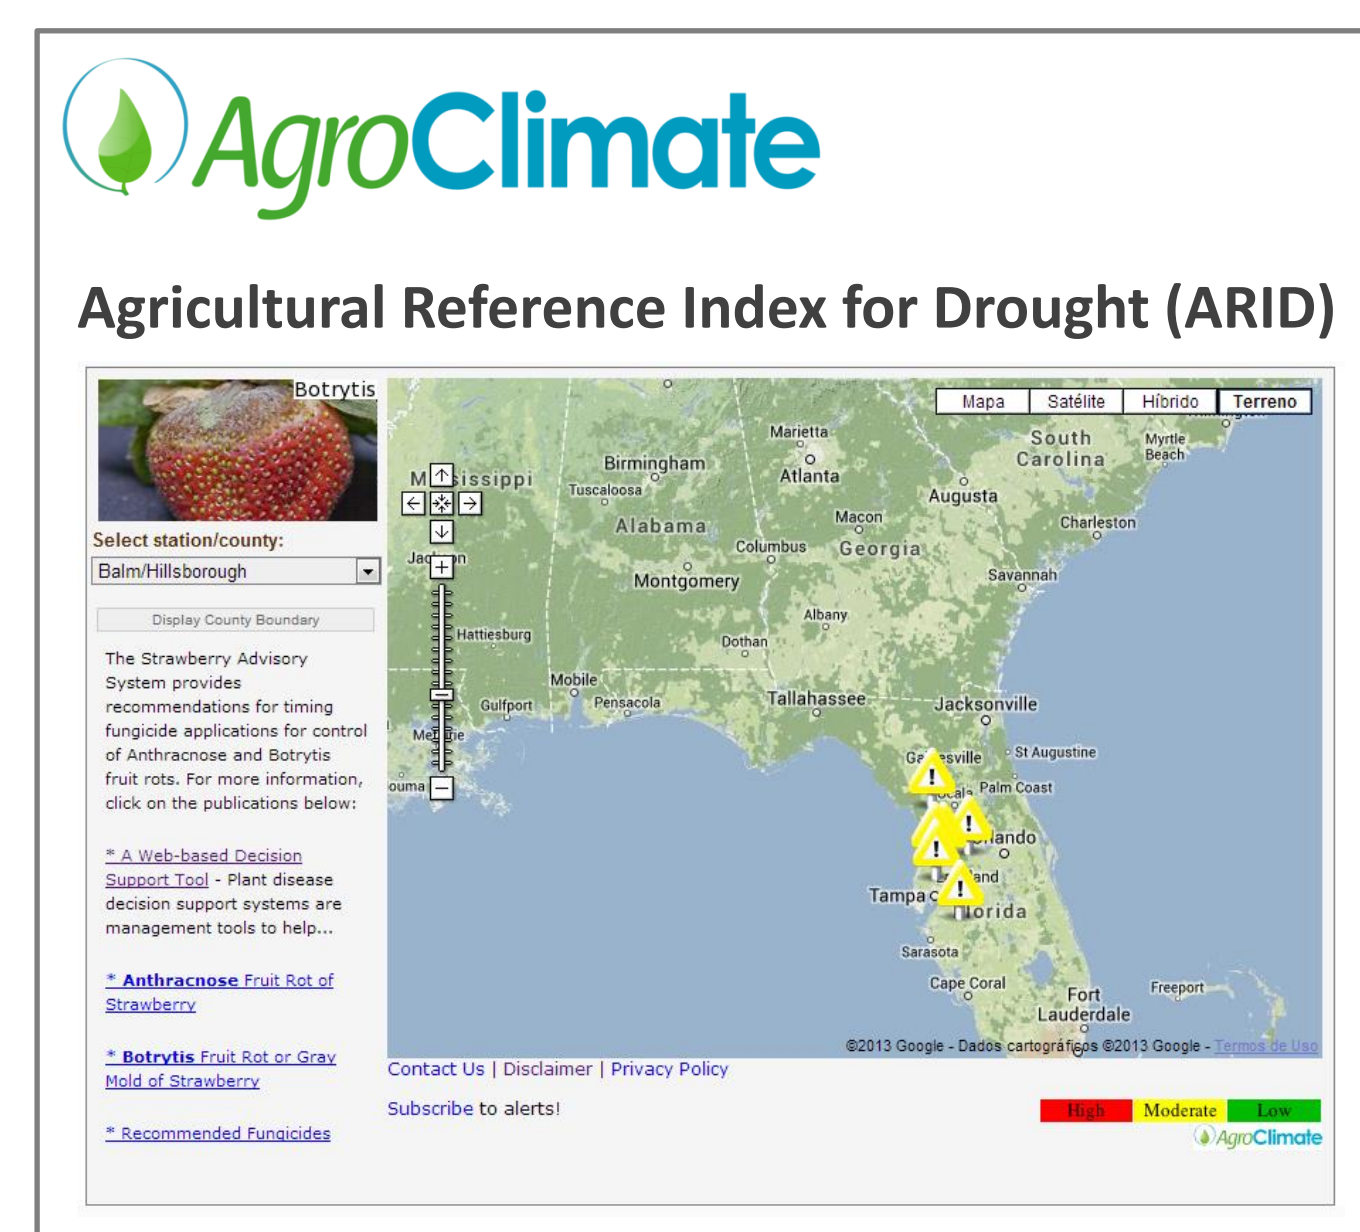 AgroClimate
Agricultural Reference Index for Drought (ARID)
Botrytis
Select station/county:
Balm/Hillsborough
Display County Boundary
The Strawberry Advisory
System provides
recommendations for timing
fungicide applications for control
of Anthracnose and Botrytis
fruit rots. For more information,
click on the publications below:
* A Web-based Decision
Support Tool - Plant disease
decision support systems are
management tools to help...
* Anthracnose Fruit Rot of
Strawberry
* Botrytis Fruit Rot or Gray
Mold of Strawberry
* Recommended Fungicides
Mapa
Satélite
Híbrido
Terreno
Marietta
Atlanta
South
Carolina
Myrtle
Beach
Birmingham
Tuscaloosa
Augusta
Alabama
Macon
Georgia
Charleston
Columbus
Montgomery
Savannah
Albany
Hattiesburg
Dothan
Mobile
Gulfport
Pensacola
Tallahassee
Jacksonville
St Augustine
Palm Coast
Tampa
Sarasota
Cape Coral
Fort
Lauderdale
Freeport
©2013 Google - Dados cartográficos ©2013 Google - Termos de Uso
Contact Us | Disclaimer | Privacy Policy
Subscribe to alerts!
High Moderate Low
AgroClimate